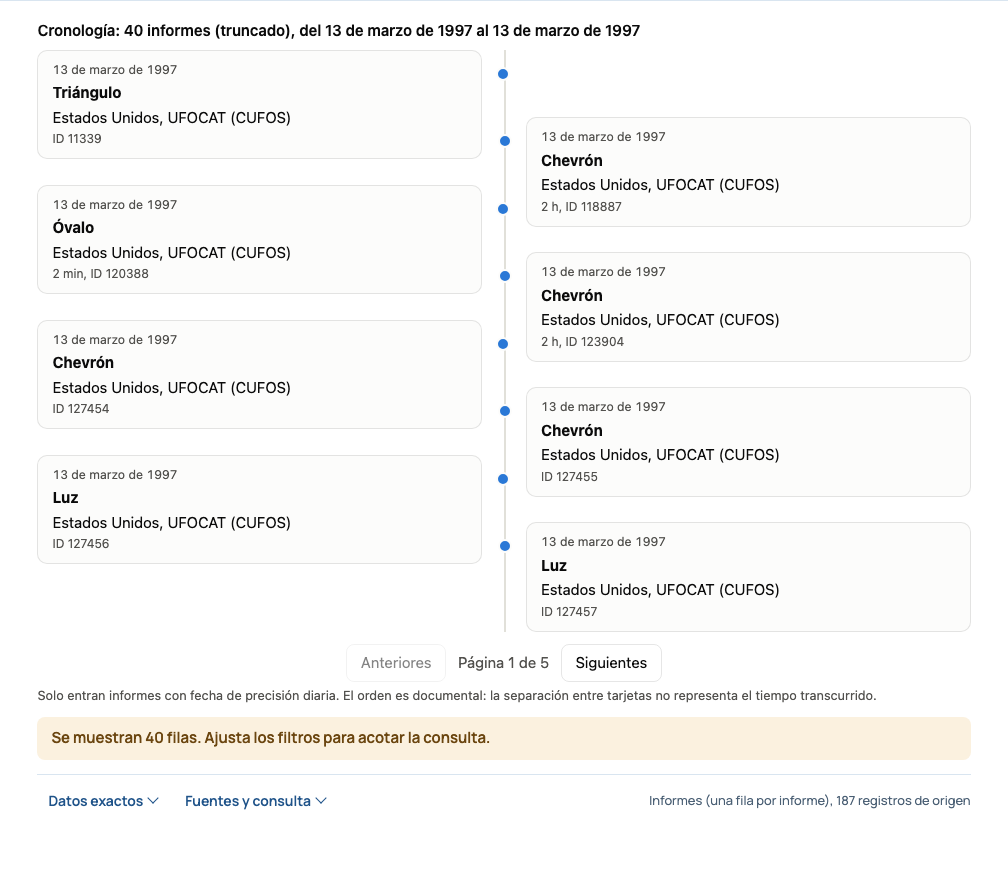 Cronología: 40 informes (truncado), del 13 de marzo de 1997 al 13 de marzo de 1997
13 de marzo de 1997
Triángulo
Estados Unidos, UFOCAT (CUFOS)
ID 11339
13 de marzo de 1997
Chevrón
Estados Unidos, UFOCAT (CUFOS)
2 h, ID 118887
13 de marzo de 1997
Óvalo
Estados Unidos, UFOCAT (CUFOS)
2 min, ID 120388
13 de marzo de 1997
Chevrón
Estados Unidos, UFOCAT (CUFOS)
2 h, ID 123904
13 de marzo de 1997
Chevrón
Estados Unidos, UFOCAT (CUFOS)
ID 127454
13 de marzo de 1997
Chevrón
Estados Unidos, UFOCAT (CUFOS)
ID 127455
13 de marzo de 1997
Luz
Estados Unidos, UFOCAT (CUFOS)
ID 127456
13 de marzo de 1997
Luz
Estados Unidos, UFOCAT (CUFOS)
ID 127457
Anteriores Página 1 de 5 Siguientes
Solo entran informes con fecha de precisión diaria. El orden es documental: la separación entre tarjetas no representa el tiempo transcurrido.
Se muestran 40 filas. Ajusta los filtros para acotar la consulta.
Datos exactos Fuentes y consulta Informes (una fila por informe), 187 registros de origen